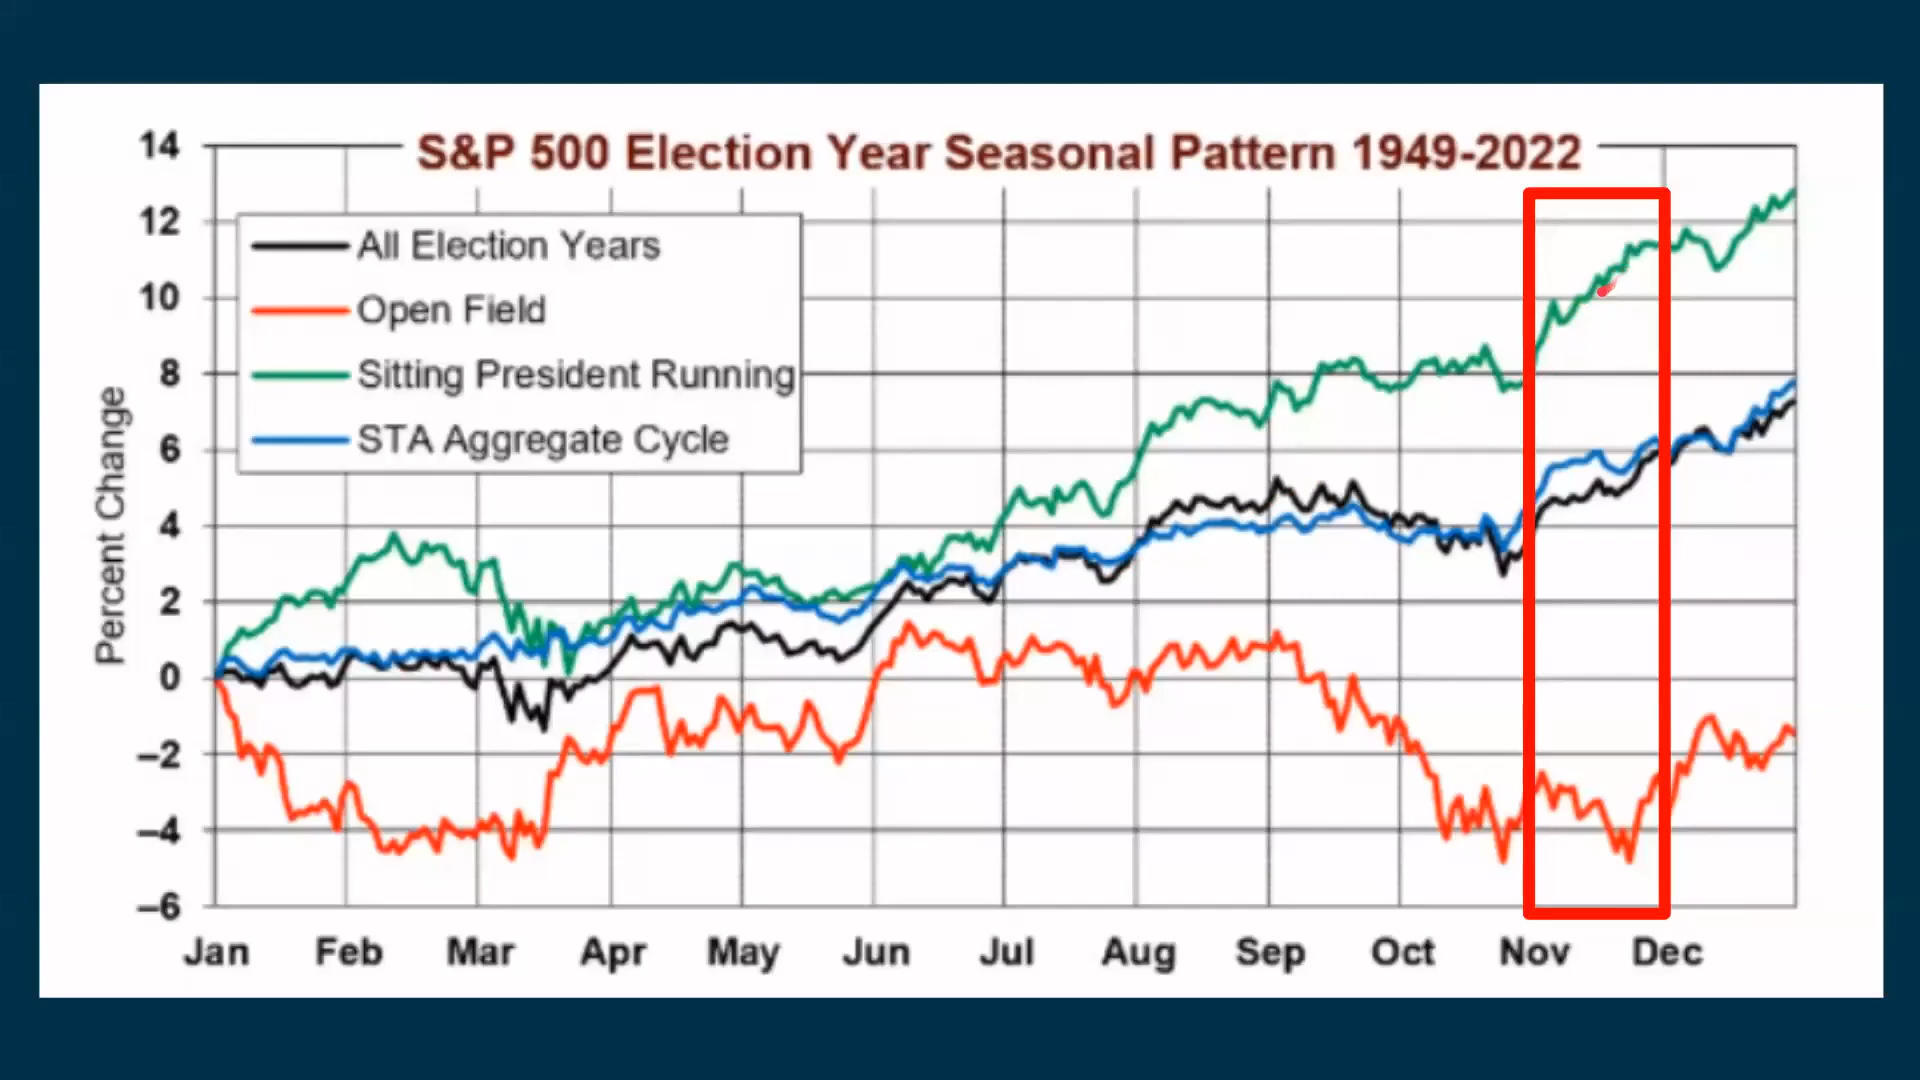 S&P 500 Election Year Seasonal Pattern 1949-2022
14
12
10
8
6
4
2
0
–2
–4
–6
Percent Change
All Election Years
Open Field
Sitting President Running
STA Aggregate Cycle
Jan Feb Mar Apr May Jun Jul Aug Sep Oct Nov Dec